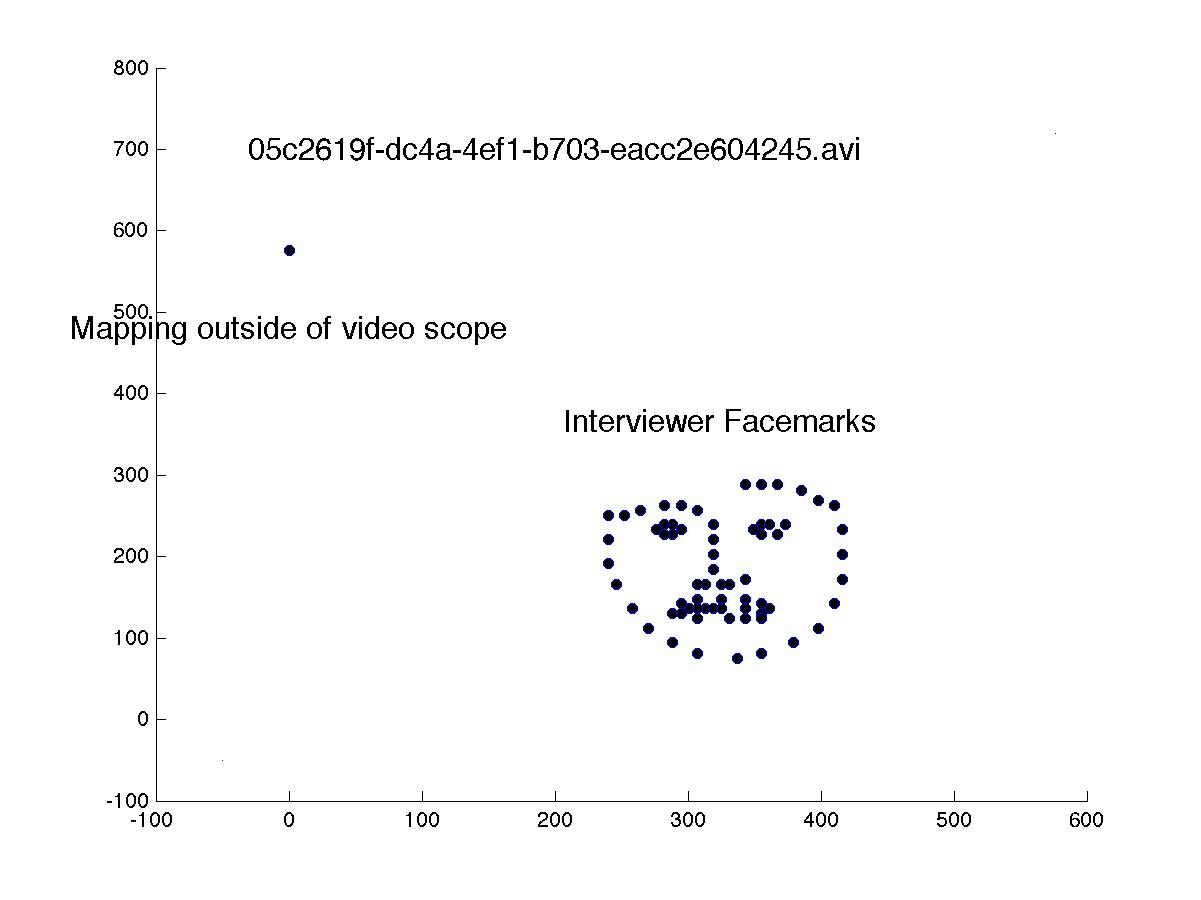 800
700
05c2619f-dc4a-4ef1-b703-eacc2e604245.avi
600
500
Mapping outside of video scope
400
Interviewer Facemarks
300
200
100
0
-100
-100 0 100 200 300 400 500 600